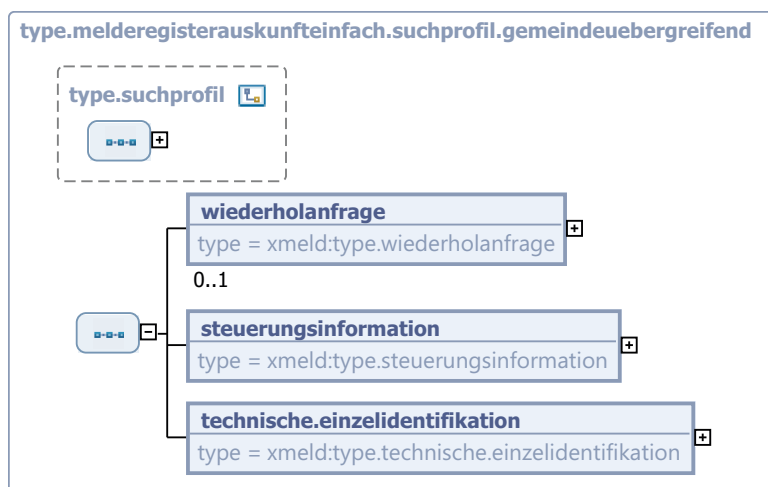 type.melderegisterauskunfteinfach.suchprofil.gemeindeuebergreifend
type.suchprofil
wiederholanfrage
type = xmeld:type.wiederholanfrage
0..1
steuerungsinformation
type = xmeld:type.steuerungsinformation
technische.einzelidentifikation
type = xmeld:type.technische.einzelidentifikation